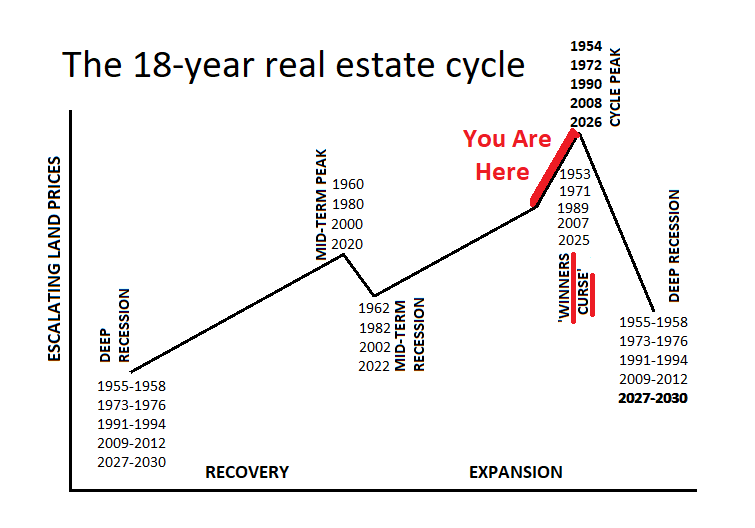 The 18-year real estate cycle
1954
1972
1990
2008
2026
CYCLE PEAK
You Are
Here
ESCALATING LAND PRICES
MID-TERM PEAK
1960
1980
2000
2020
1953
1971
1989
2007
2025
'WINNERS
CURSE'
DEEP RECESSION
DEEP
RECESSION
1962
1982
2002
2022
MID-TERM
RECESSION
1955-1958
1973-1976
1991-1994
2009-2012
2027-2030
1955-1958
1973-1976
1991-1994
2009-2012
2027-2030
RECOVERY
EXPANSION